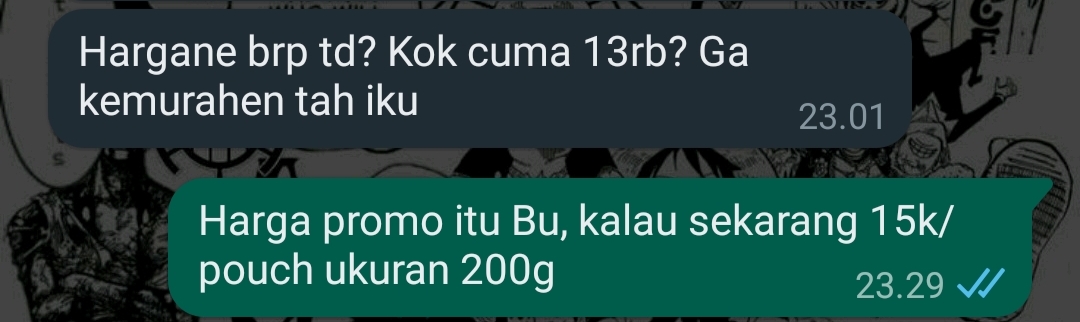 Hargane brp td? Kok cuma 13rb? Ga
kemurahen tah iku
23.01
Harga promo itu Bu, kalau sekarang 15k/
pouch ukuran 200g
23.29